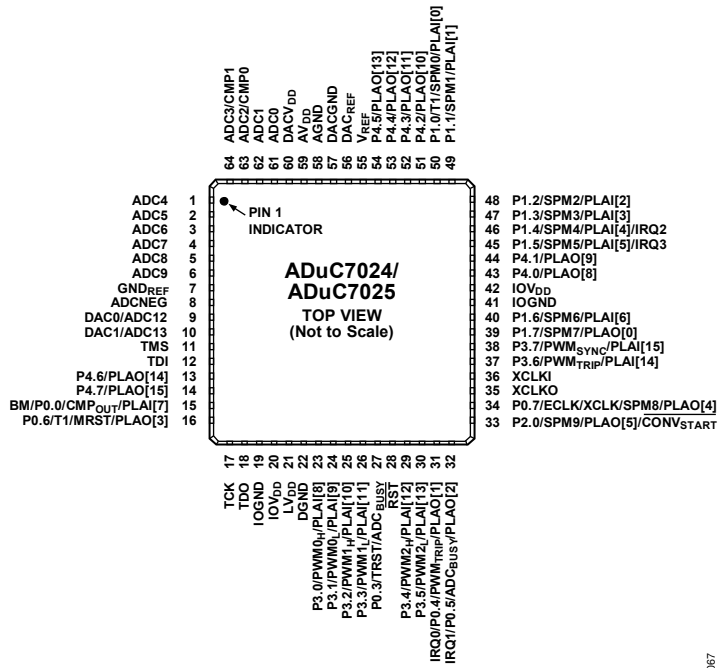 64 ADC3/CMP1
63 ADC2/CMP0
62 ADC1
61 ADC0
60 DACVDD
59 AVDD
58 AGND
57 DACGND
56 DACREF
55 VREF
54 P4.5/PLAO[13]
53 P4.4/PLAO[12]
52 P4.3/PLAO[11]
51 P4.2/PLAO[10]
50 P1.0/T1/SPM0/PLAI[0]
49 P1.1/SPM1/PLAI[1]
ADC4 1
ADC5 2
ADC6 3
ADC7 4
ADC8 5
ADC9 6
GNDREF 7
ADCNEG 8
DAC0/ADC12 9
DAC1/ADC13 10
TMS 11
TDI 12
P4.6/PLAO[14] 13
P4.7/PLAO[15] 14
BM/P0.0/CMPOUT/PLAI[7] 15
P0.6/T1/MRST/PLAO[3] 16
PIN 1
INDICATOR
ADuC7024/
ADuC7025
TOP VIEW
(Not to Scale)
48 P1.2/SPM2/PLAI[2]
47 P1.3/SPM3/PLAI[3]
46 P1.4/SPM4/PLAI[4]/IRQ2
45 P1.5/SPM5/PLAI[5]/IRQ3
44 P4.1/PLAO[9]
43 P4.0/PLAO[8]
42 IOVDD
41 IOGND
40 P1.6/SPM6/PLAI[6]
39 P1.7/SPM7/PLAO[0]
38 P3.7/PWMSYNC/PLAI[15]
37 P3.6/PWMTRIP/PLAI[14]
36 XCLKI
35 XCLKO
34 P0.7/ECLK/XCLK/SPM8/PLAO[4]
33 P2.0/SPM9/PLAO[5]/CONVSTART
TCK 17
TDO 18
IOGND 19
IOVDD 20
LVDD 21
DGND 22
P3.0/PWM0H/PLAI[8] 23
P3.1/PWM0L/PLAI[9] 24
P3.2/PWM1H/PLAI[10] 25
P3.3/PWM1L/PLAI[11] 26
P0.3/TRST/ADCBUSY 27
RST 28
P3.4/PWM2H/PLAI[12] 29
P3.5/PWM2L/PLAI[13] 30
IRQ0/P0.4/PWMTRIP/PLAO[1] 31
IRQ1/P0.5/ADCBUSY/PLAO[2] 32